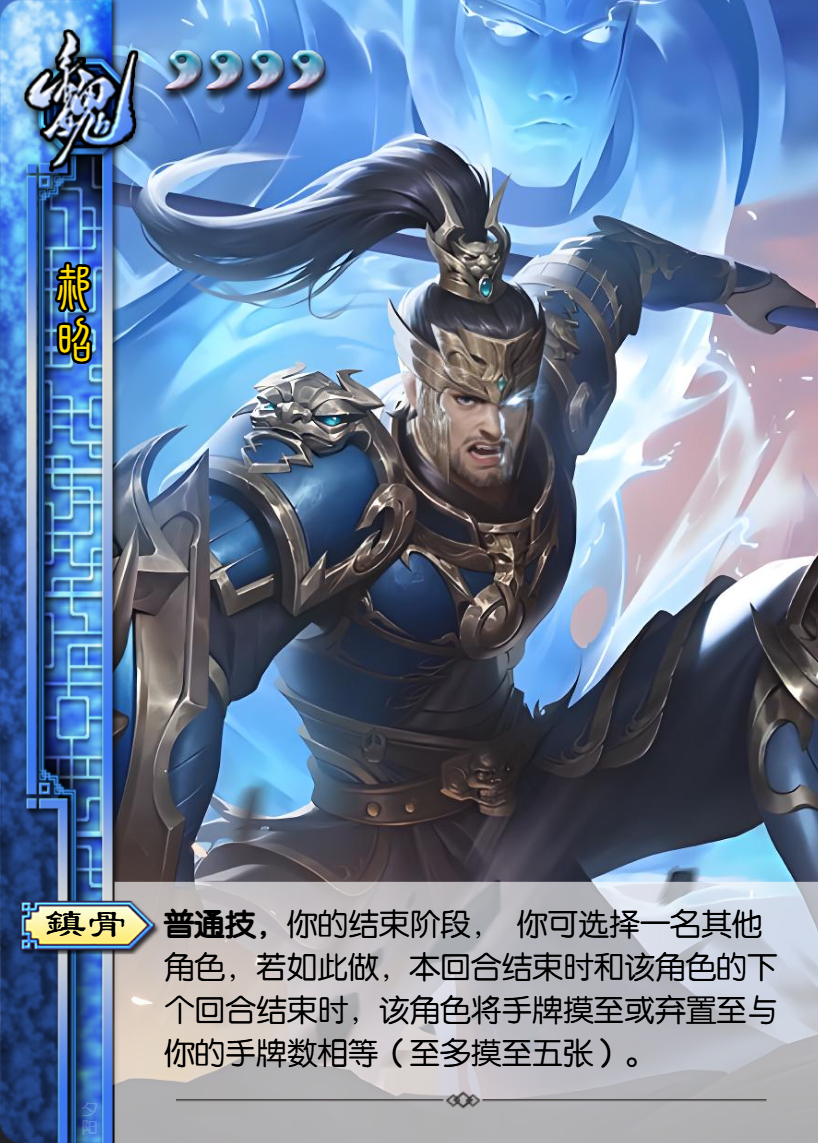 魏
郝昭
鎮骨
普通技，你的结束阶段， 你可选择一名其他
角色，若如此做，本回合结束时和该角色的下
个回合结束时，该角色将手牌摸至或弃置至与
你的手牌数相等（至多摸至五张）。
夕阳